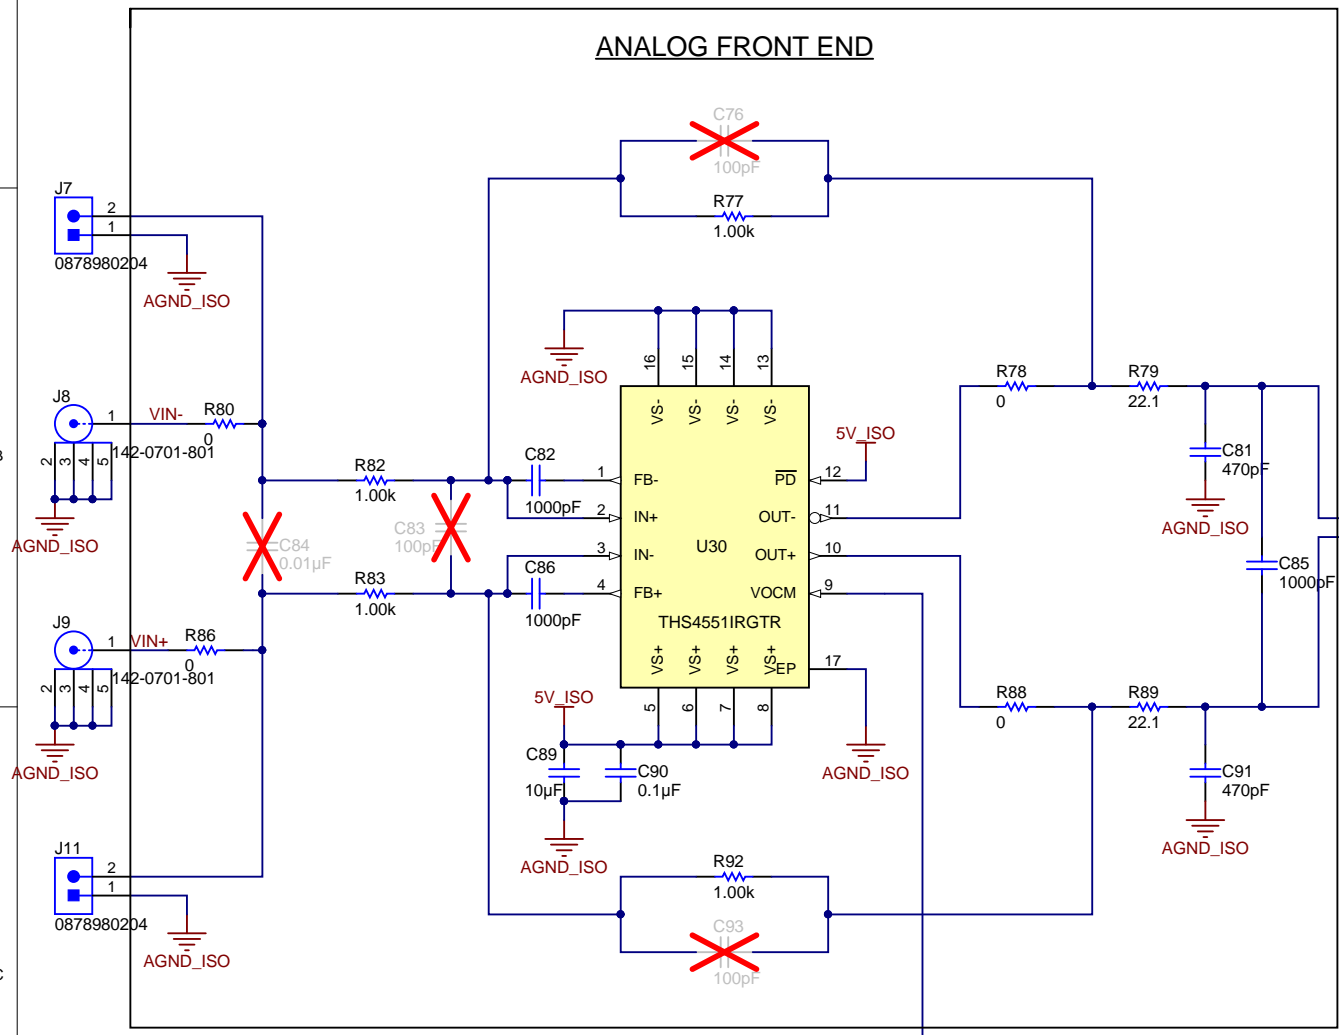 ANALOG FRONT END
C76
100pF
R77
1.00k
J7
2
1
0878980204
AGND_ISO
AGND_ISO
16
15
14
13
VS-
VS-
VS-
VS-
R78
0
R79
22.1
J8
1
VIN-
R80
0
142-0701-801
2
3
4
5
AGND_ISO
5V_ISO
C81
470pF
AGND_ISO
R82
1.00k
C82
1000pF
1
FB-
PD
12
2
IN+
OUT-
11
C83
100pF
C84
0.01µF
3
IN-
U30
OUT+
10
C85
1000pF
R83
1.00k
C86
1000pF
4
FB+
VOCM
9
THS4551IRGTR
VS+
VS+
VS+
VS+
EP
17
5
6
7
8
J9
1
VIN+
R86
0
142-0701-801
2
3
4
5
AGND_ISO
5V_ISO
C89
10µF
C90
0.1µF
AGND_ISO
AGND_ISO
R88
0
R89
22.1
C91
470pF
AGND_ISO
J11
2
1
0878980204
AGND_ISO
R92
1.00k
C93
100pF
B
C